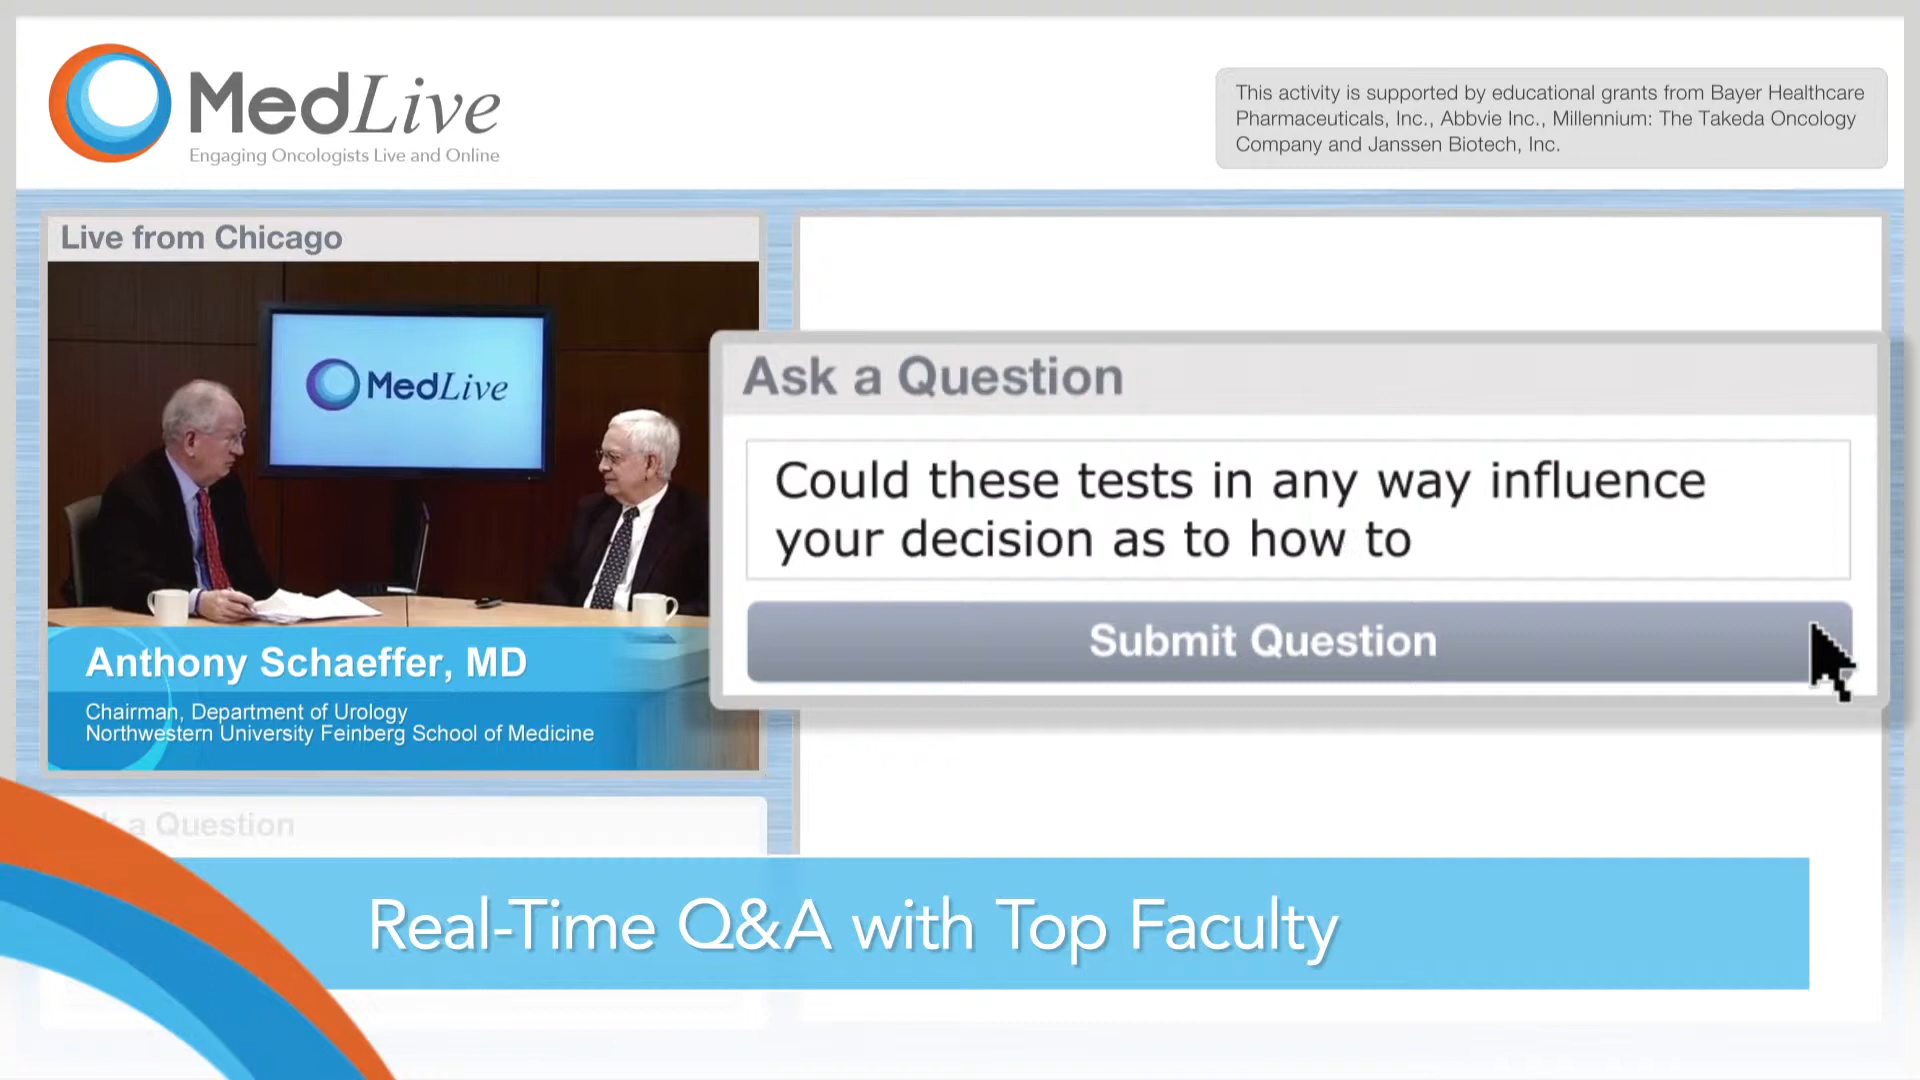 MedLive
Engaging Oncologists Live and Online
This activity is supported by educational grants from Bayer Healthcare
Pharmaceuticals, Inc., Abbvie Inc., Millennium: The Takeda Oncology
Company and Janssen Biotech, Inc.
Live from Chicago
MedLive
Anthony Schaeffer, MD
Chairman, Department of Urology
Northwestern University Feinberg School of Medicine
Ask a Question
Could these tests in any way influence
your decision as to how to
Submit Question
k a Question
Real-Time Q&A with Top Faculty